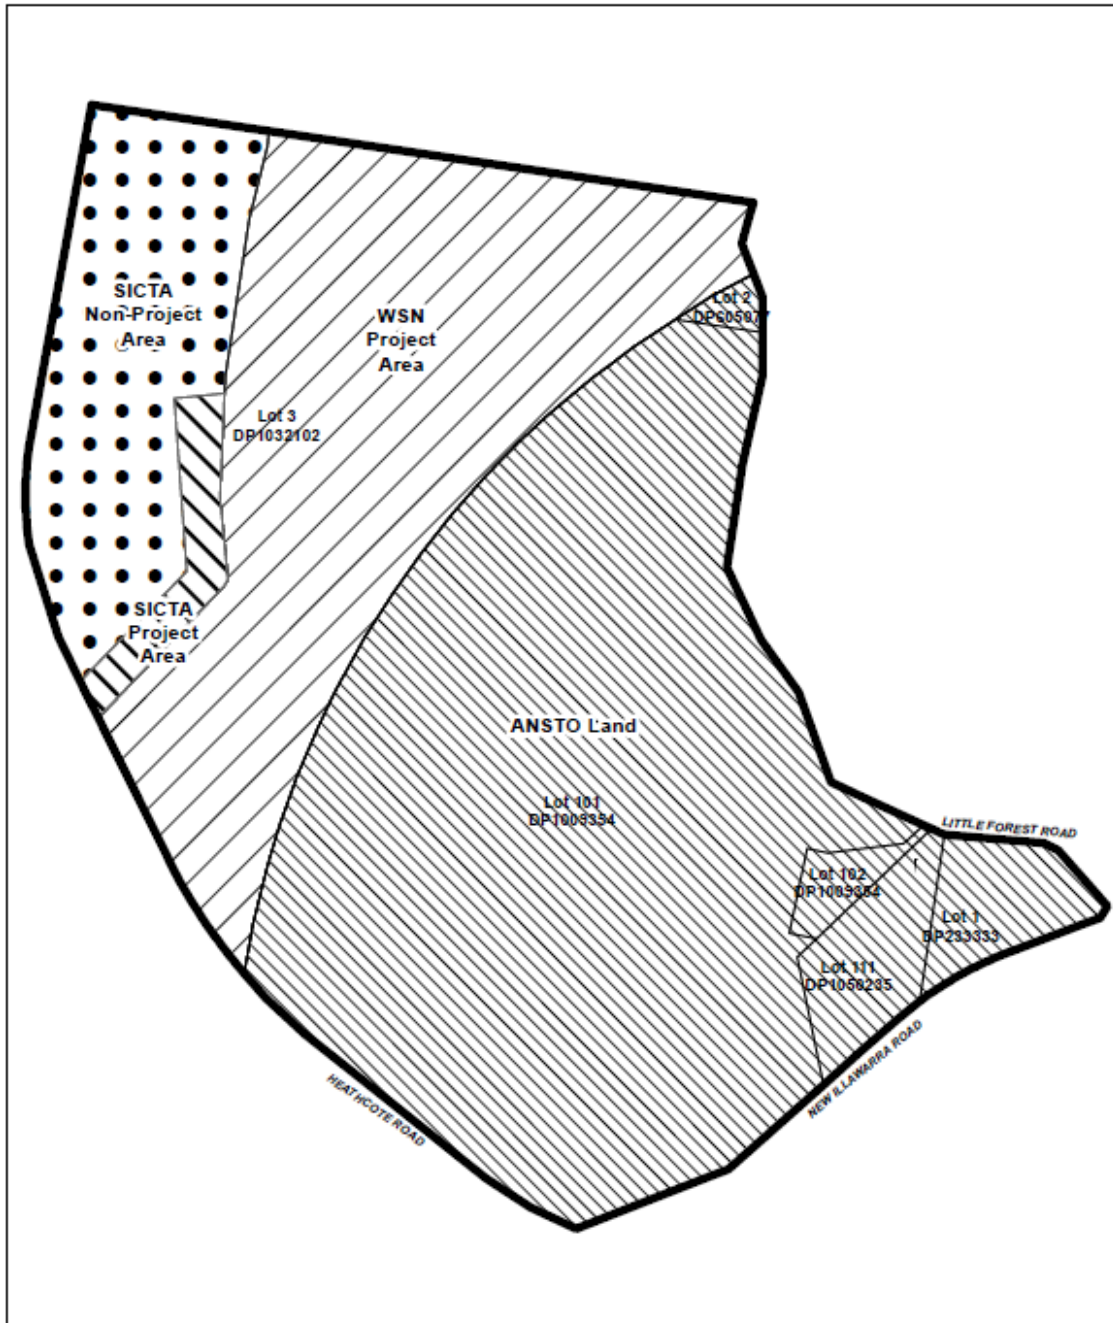 SICTA
Non-Project
Area
WSN
Project
Area
Lot 2
DP605077
Lot 3
DP1032102
SICTA
Project
Area
ANSTO Land
Lot 101
DP1009354
LITTLE FOREST ROAD
Lot 102
DP1009354
Lot 1
DP233333
Lot 111
DP1050235
NEW ILLAWARRA ROAD
HEATHCOTE ROAD